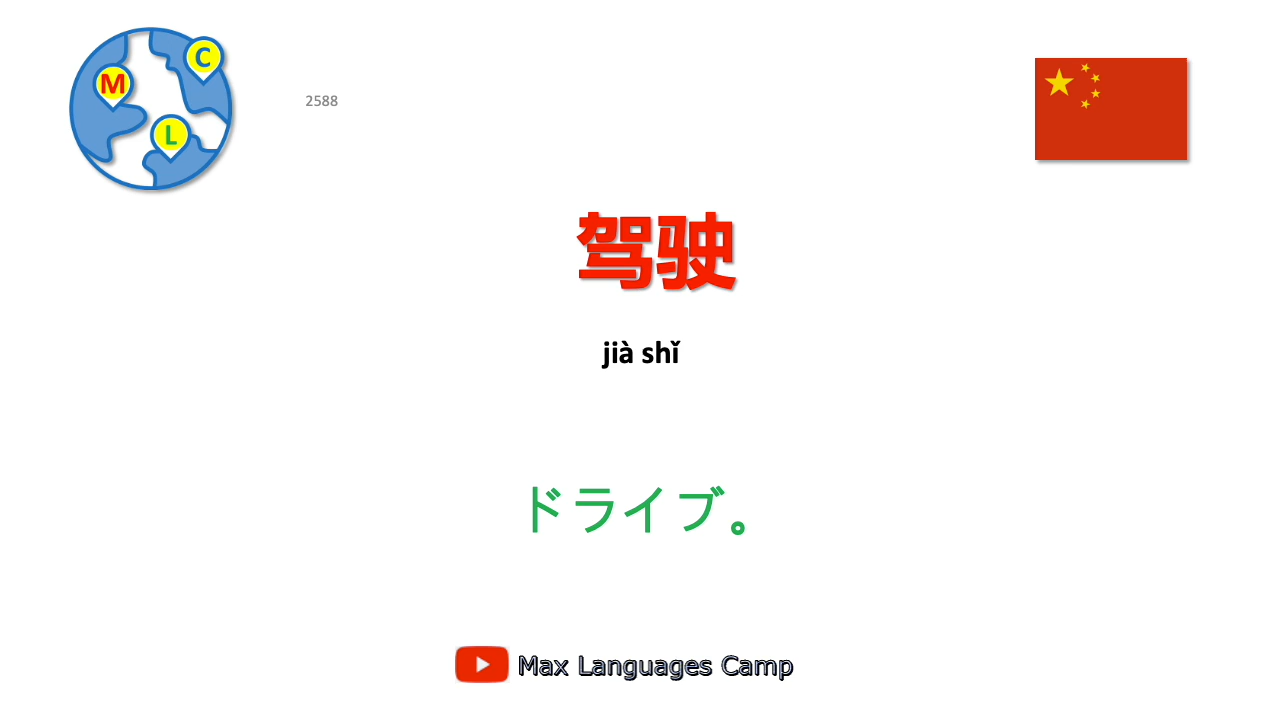 M
C
L
2588
驾驶
jià shǐ
ドライブ。
Max Languages Camp